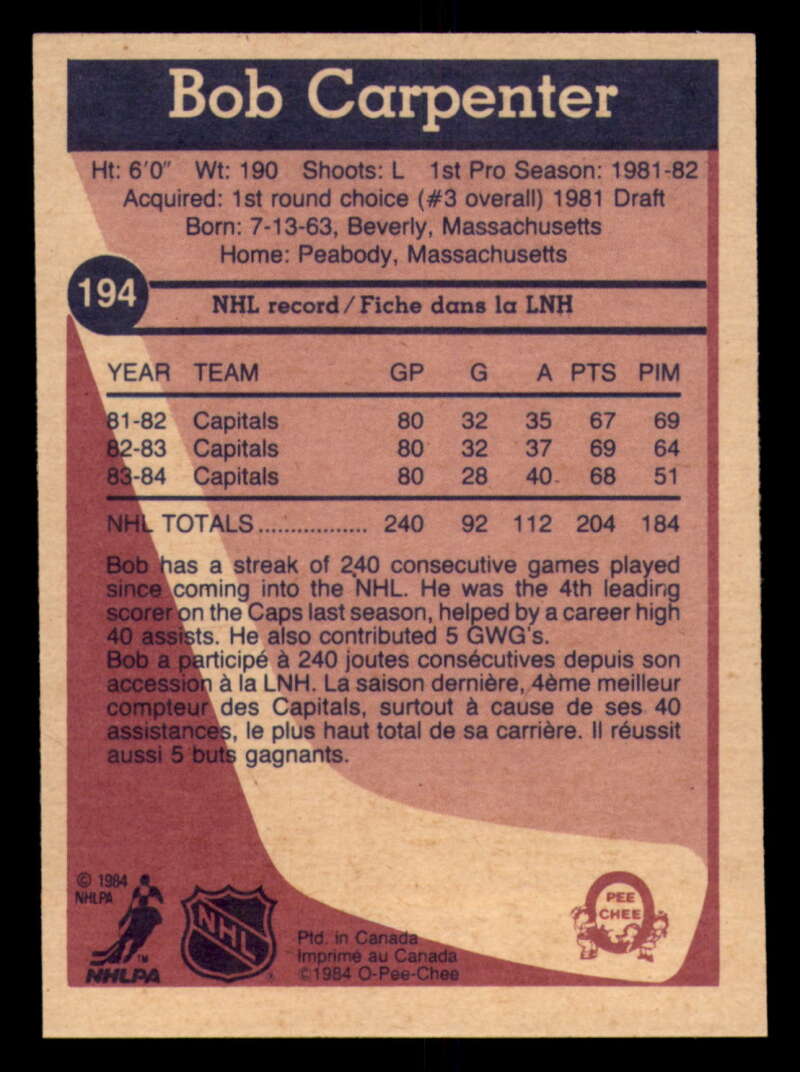 Bob Carpenter
Ht: 6'0" Wt: 190 Shoots: L 1st Pro Season: 1981-82
Acquired: 1st round choice (#3 overall) 1981 Draft
Born: 7-13-63, Beverly, Massachusetts
Home: Peabody, Massachusetts
194
NHL record/Fiche dans la LNH
YEAR TEAM GP G A PTS PIM
81-82 Capitals 80 32 35 67 69
82-83 Capitals 80 32 37 69 64
83-84 Capitals 80 28 40 68 51
NHL TOTALS................. 240 92 112 204 184
Bob has a streak of 240 consecutive games played
since coming into the NHL. He was the 4th leading
scorer on the Caps last season, helped by a career high
40 assists. He also contributed 5 GWG's.
Bob a participé à 240 joutes consécutives depuis son
accession à la LNH. La saison dernière, 4ème meilleur
compteur des Capitals, surtout à cause de ses 40
assistances, le plus haut total de sa carrière. Il réussit
aussi 5 buts gagnants.
© 1984
NHLPA
TM
NHLPA
NHL
Ptd. in Canada
Imprimé au Canada
©1984 O-Pee-Chee
PEE
CHEE